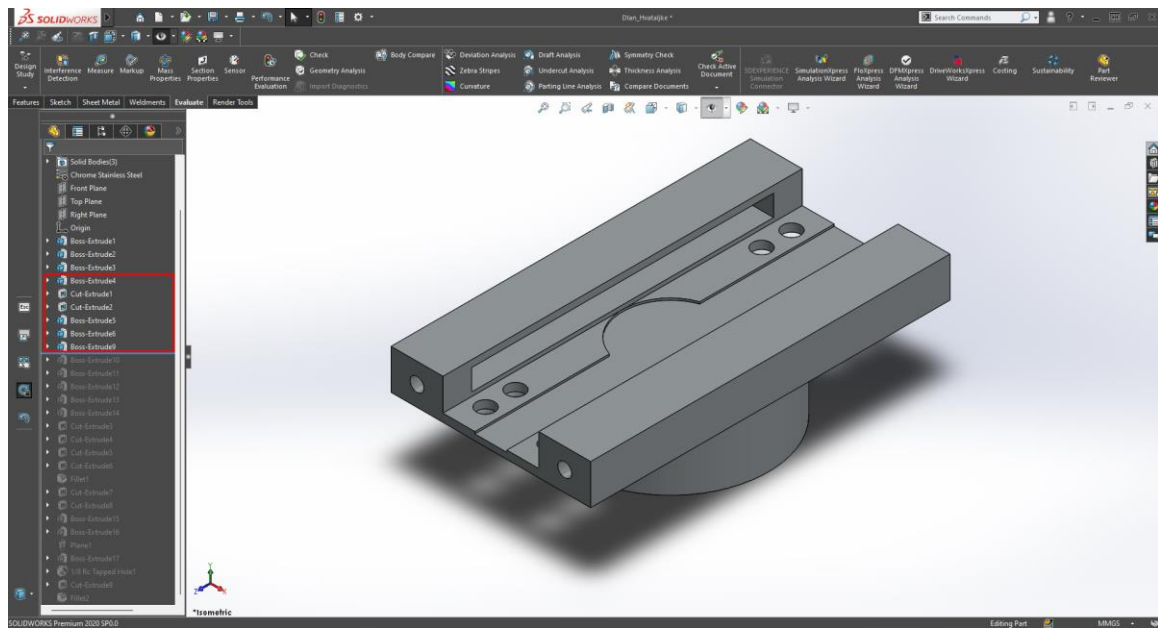 SOLIDWORKS
Dlan_Hvataljke *
Search Commands
Design Study
Interference Detection
Measure
Markup
Mass Properties
Section Properties
Sensor
Performance Evaluation
Check
Geometry Analysis
Import Diagnostics
Body Compare
Deviation Analysis
Zebra Stripes
Curvature
Draft Analysis
Undercut Analysis
Parting Line Analysis
Symmetry Check
Thickness Analysis
Compare Documents
Check Active Document
3DEXPERIENCE Simulation Connector
SimulationXpress Analysis Wizard
FloXpress Analysis Wizard
DFMXpress Analysis Wizard
DriveWorksXpress Wizard
Costing
Sustainability
Part Reviewer
Features Sketch Sheet Metal Weldments Evaluate Render Tools
Solid Bodies(3)
Chrome Stainless Steel
Front Plane
Top Plane
Right Plane
Origin
Boss-Extrude1
Boss-Extrude2
Boss-Extrude3
Boss-Extrude4
Cut-Extrude1
Cut-Extrude2
Boss-Extrude5
Boss-Extrude6
Boss-Extrude9
Boss-Extrude10
Boss-Extrude11
Boss-Extrude12
Boss-Extrude13
Boss-Extrude14
Cut-Extrude3
Cut-Extrude4
Cut-Extrude5
Cut-Extrude6
Fillet1
Cut-Extrude7
Cut-Extrude8
Boss-Extrude15
Boss-Extrude16
Plane1
Boss-Extrude17
1/8 Rc Tapped Hole1
Cut-Extrude9
Fillet2
Y
Z
X
*Isometric
SOLIDWORKS Premium 2020 SP0.0
Editing Part
MMGS